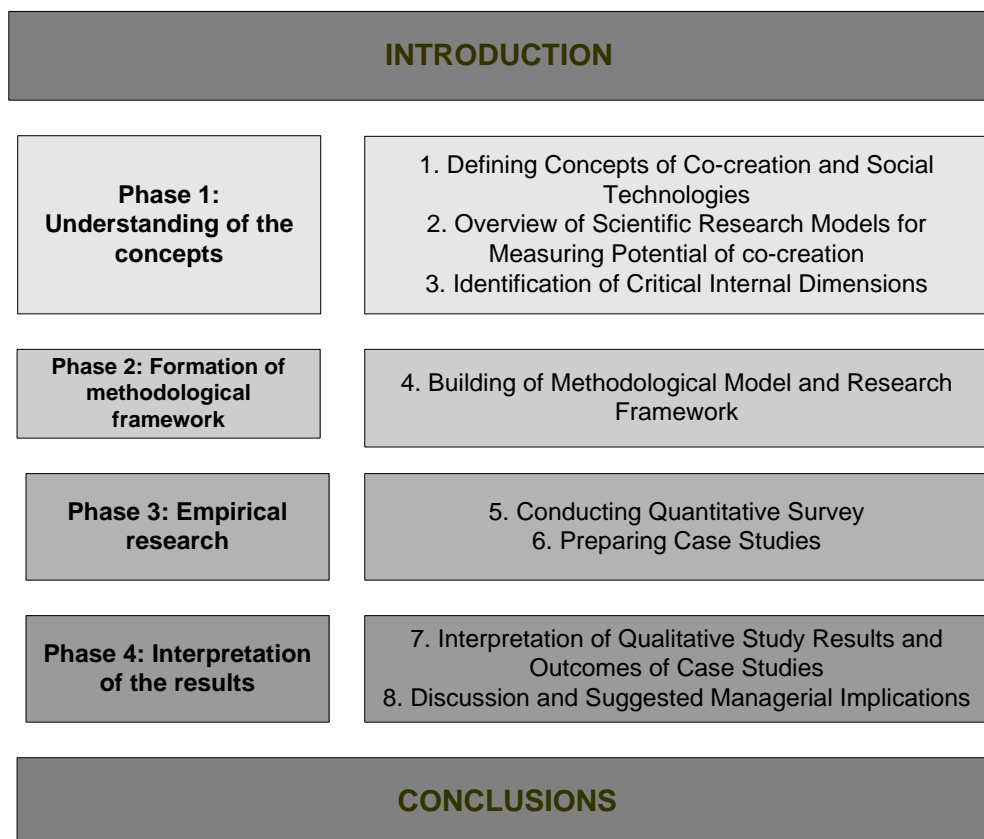 INTRODUCTION
Phase 1:
Understanding of the
concepts
1. Defining Concepts of Co-creation and Social
Technologies
2. Overview of Scientific Research Models for
Measuring Potential of co-creation
3. Identification of Critical Internal Dimensions
Phase 2: Formation of
methodological
framework
4. Building of Methodological Model and Research
Framework
Phase 3: Empirical
research
5. Conducting Quantitative Survey
6. Preparing Case Studies
Phase 4: Interpretation
of the results
7. Interpretation of Qualitative Study Results and
Outcomes of Case Studies
8. Discussion and Suggested Managerial Implications
CONCLUSIONS